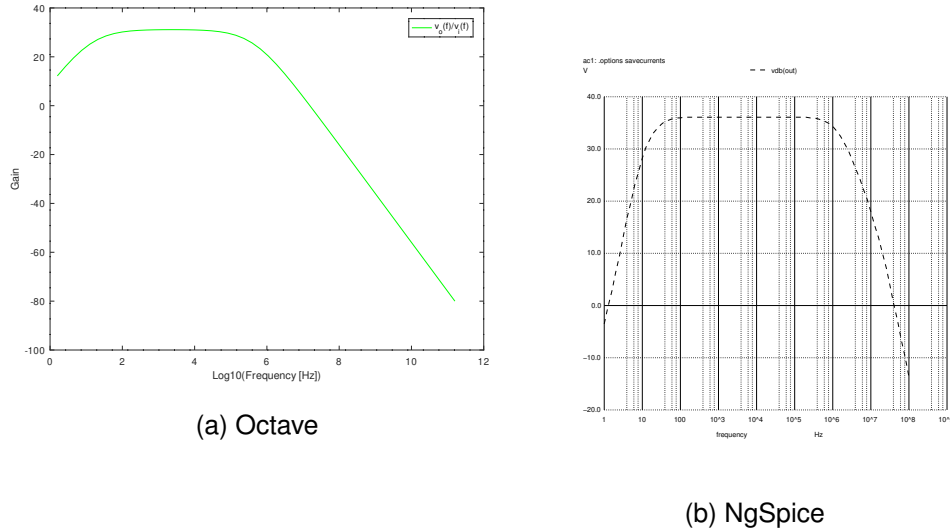 40
20
0
-20
-40
-60
-80
-100
0 2 4 6 8 10 12
Gain
Log10(Frequency [Hz])
v_o(f)/v_i(f)
(a) Octave
ac1: .options savecurrents
V
vdb(out)
40.0
30.0
20.0
10.0
0.0
−10.0
−20.0
1 10 100 10^3 10^4 10^5 10^6 10^7 10^8 10^
frequency Hz
(b) NgSpice